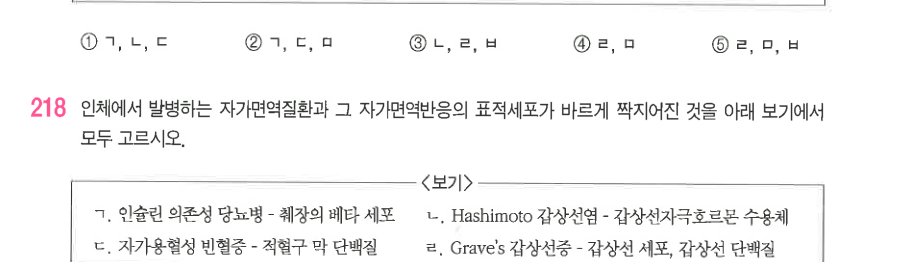 ① ㄱ, ㄴ, ㄷ ② ㄱ, ㄷ, ㅁ ③ ㄴ, ㄹ, ㅂ ④ ㄹ, ㅁ ⑤ ㄹ, ㅁ, ㅂ
218 인체에서 발병하는 자가면역질환과 그 자가면역반응의 표적세포가 바르게 짝지어진 것을 아래 보기에서
모두 고르시오.
<보기>
ㄱ. 인슐린 의존성 당뇨병 - 췌장의 베타 세포 ㄴ. Hashimoto 갑상선염 - 갑상선자극호르몬 수용체
ㄷ. 자가용혈성 빈혈증 - 적혈구 막 단백질 ㄹ. Grave's 갑상선증 - 갑상선 세포, 갑상선 단백질